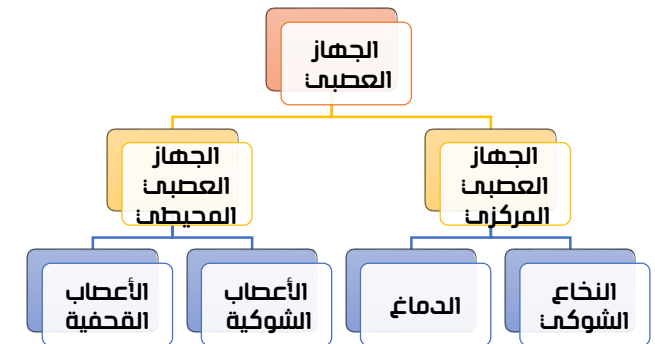 الجهاز
العصبي
الجهاز
العصبي
المركزي
الجهاز
العصبي
المحيطي
النخاع
الشوكي
الدماغ
الأعصاب
الشوكية
الأعصاب
القحفية